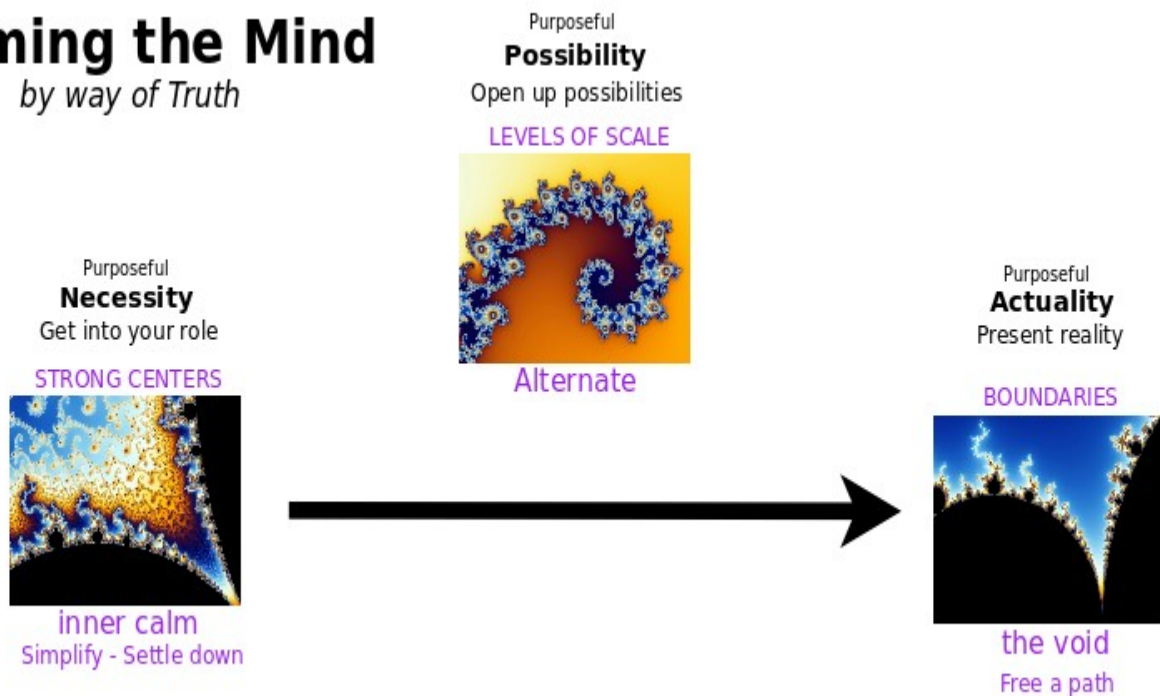 ming the Mind
by way of Truth
Purposeful
Possibility
Open up possibilities
LEVELS OF SCALE
Alternate
Purposeful
Necessity
Get into your role
STRONG CENTERS
inner calm
Simplify - Settle down
Purposeful
Actuality
Present reality
BOUNDARIES
the void
Free a path